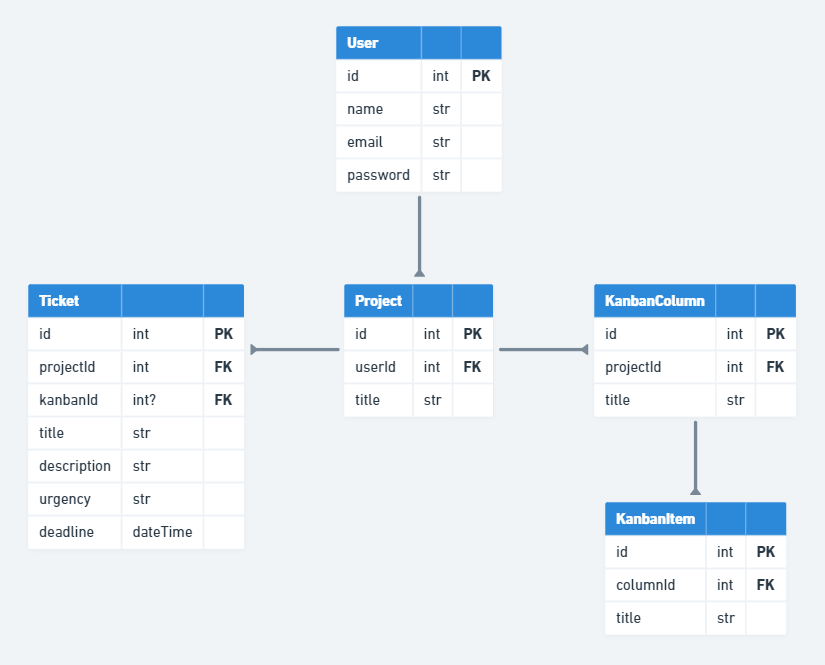 User
id int PK
name str
email str
password str
Ticket
id int PK
projectId int FK
kanbanId int? FK
title str
description str
urgency str
deadline dateTime
Project
id int PK
userId int FK
title str
KanbanColumn
id int PK
projectId int FK
title str
KanbanItem
id int PK
columnId int FK
title str